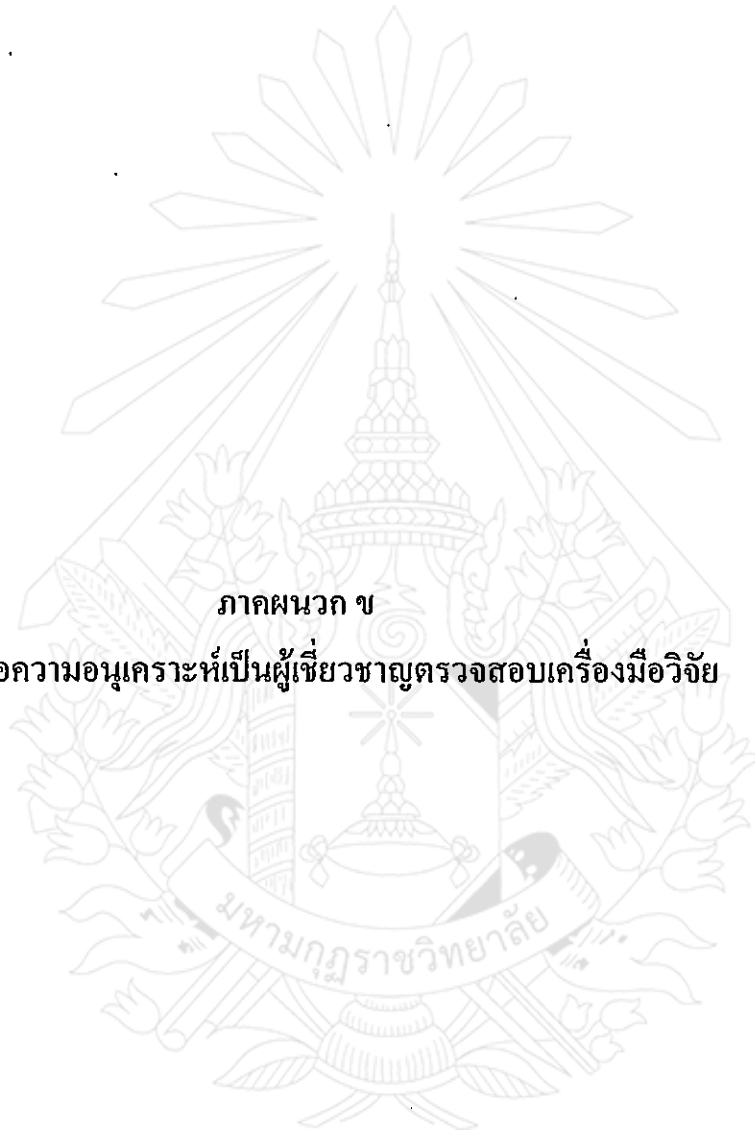 ภาคผนวก ข
อความอนุเคราะห์เป็นผู้เชี่ยวชาญตรวจสอบเครื่องมือวิจัย
มหามกุฏราชวิทยาลัย